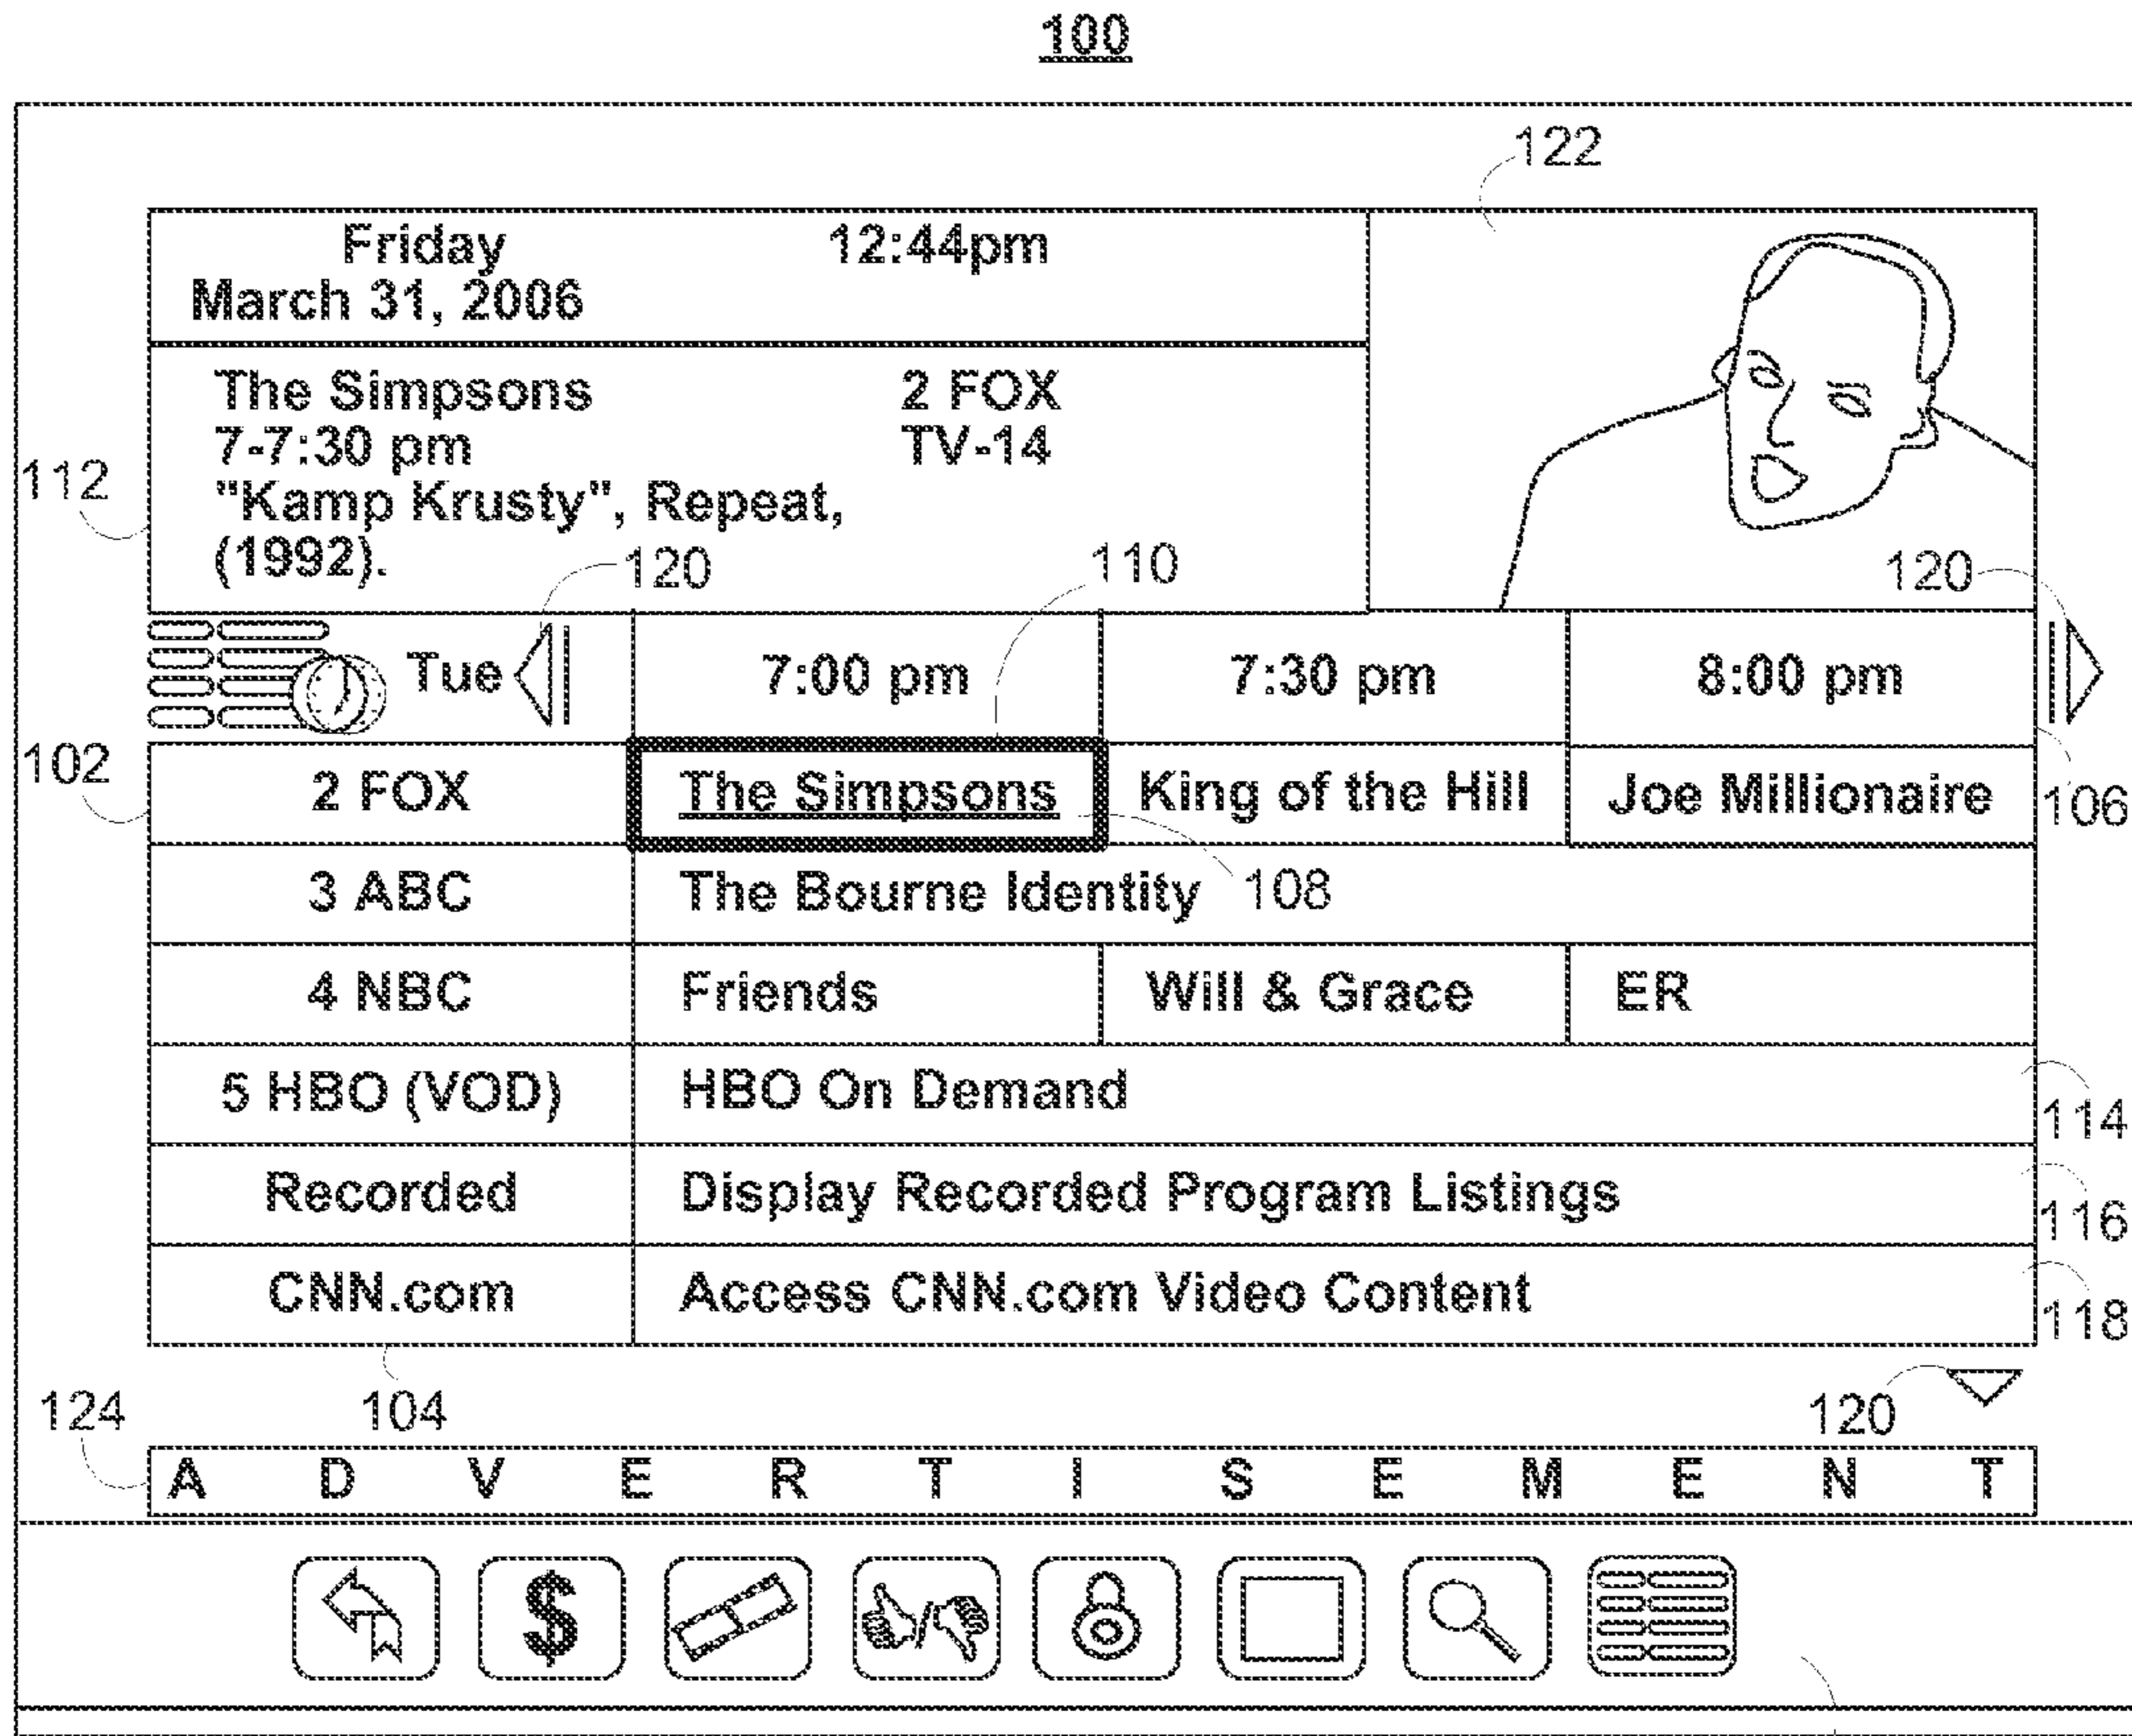 100
122
Friday 12:44pm
March 31, 2006
The Simpsons 2 FOX
7-7:30 pm TV-14
112
"Kamp Krusty", Repeat,
(1992).
120 110 120
Tue 7:00 pm 7:30 pm 8:00 pm
102
2 FOX The Simpsons King of the Hill Joe Millionaire
106
3 ABC The Bourne Identity 108
4 NBC Friends Will & Grace ER
5 HBO (VOD) HBO On Demand
114
Recorded Display Recorded Program Listings
116
CNN.com Access CNN.com Video Content
118
124 104 120
A D V E R T I S E M E N T
$